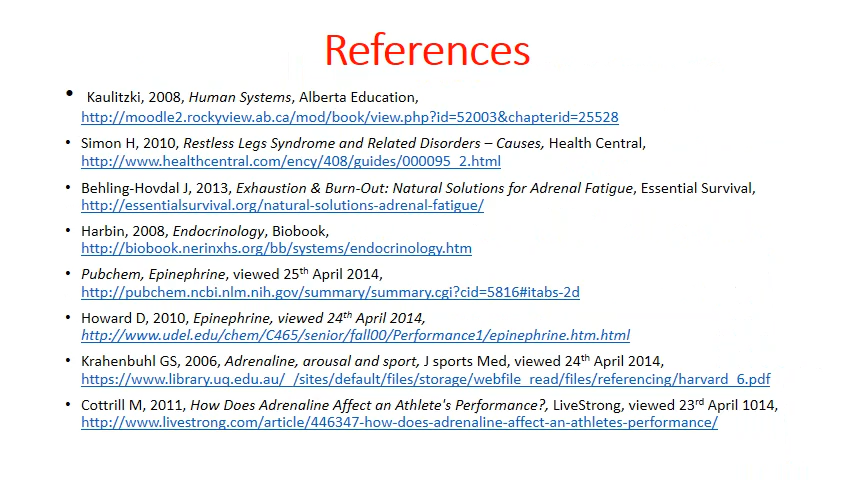 References
• Kaulitzki, 2008, Human Systems, Alberta Education,
http://moodle2.rockyview.ab.ca/mod/book/view.php?id=52003&chapterid=25528
• Simon H, 2010, Restless Legs Syndrome and Related Disorders – Causes, Health Central,
http://www.healthcentral.com/ency/408/guides/000095_2.html
• Behling-Hovdal J, 2013, Exhaustion & Burn-Out: Natural Solutions for Adrenal Fatigue, Essential Survival,
http://essentialsurvival.org/natural-solutions-adrenal-fatigue/
• Harbin, 2008, Endocrinology, Biobook,
http://biobook.nerinxhs.org/bb/systems/endocrinology.htm
• Pubchem, Epinephrine, viewed 25th April 2014,
http://pubchem.ncbi.nlm.nih.gov/summary/summary.cgi?cid=5816#itabs-2d
• Howard D, 2010, Epinephrine, viewed 24th April 2014,
http://www.udel.edu/chem/C465/senior/fall00/Performance1/epinephrine.htm.html
• Krahenbuhl GS, 2006, Adrenaline, arousal and sport, J sports Med, viewed 24th April 2014,
https://www.library.uq.edu.au/_/sites/default/files/storage/webfile_read/files/referencing/harvard_6.pdf
• Cottrill M, 2011, How Does Adrenaline Affect an Athlete's Performance?, LiveStrong, viewed 23rd April 1014,
http://www.livestrong.com/article/446347-how-does-adrenaline-affect-an-athletes-performance/